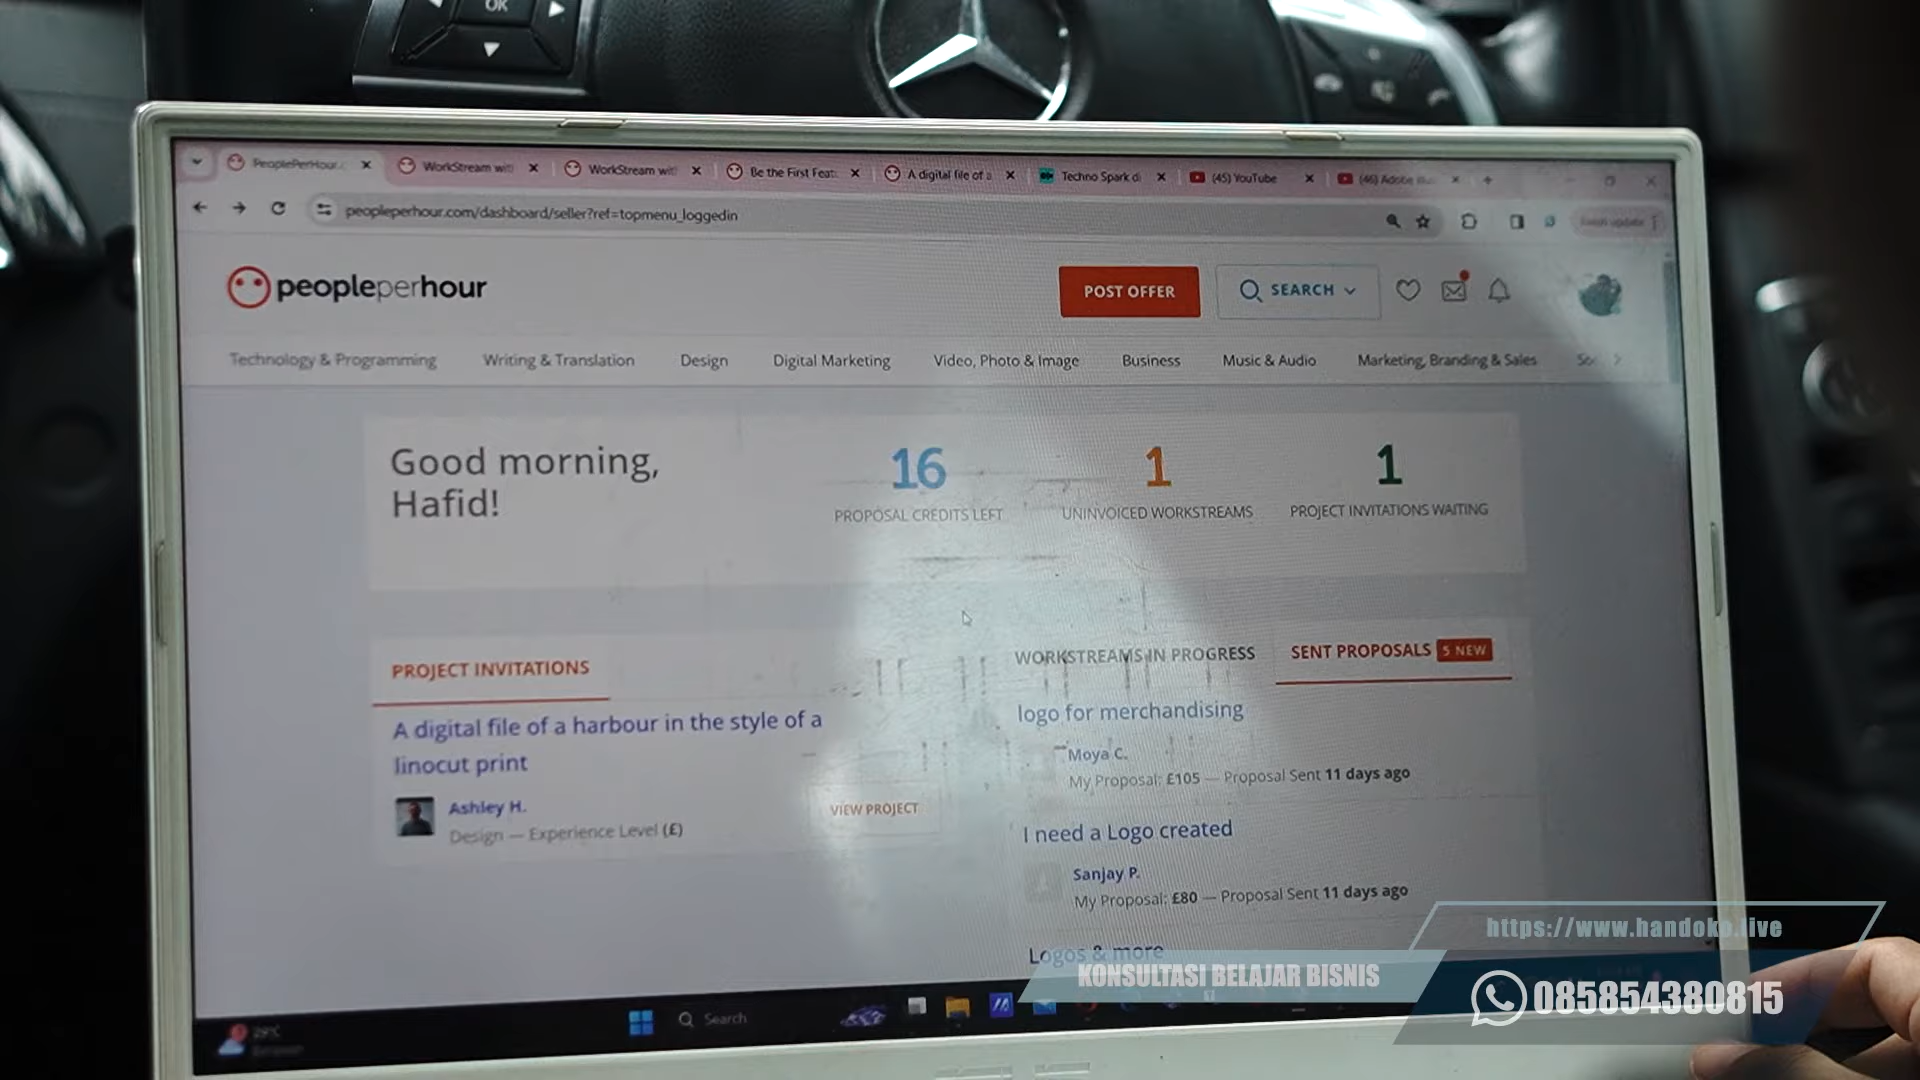 OK
PeoplePerHour.c
WorkStream wit
WorkStream wit
Be the First Feat
A digital file of a
Techno Spark di
(45) YouTube
(46) Adobe
peopleperhour.com/dashboard/seller?ref=topmenu_loggedin
peopleperhour
POST OFFER
SEARCH
Technology & Programming
Writing & Translation
Design
Digital Marketing
Video, Photo & Image
Business
Music & Audio
Marketing, Branding & Sales
Good morning,
Hafid!
16
PROPOSAL CREDITS LEFT
1
UNINVOICED WORKSTREAMS
1
PROJECT INVITATIONS WAITING
PROJECT INVITATIONS
A digital file of a harbour in the style of a
linocut print
Ashley H.
Design — Experience Level (£)
VIEW PROJECT
WORKSTREAMS IN PROGRESS
SENT PROPOSALS 5 NEW
logo for merchandising
Moya C.
My Proposal: £105 — Proposal Sent 11 days ago
I need a Logo created
Sanjay P.
My Proposal: £80 — Proposal Sent 11 days ago
Logos & more
https://www.handoko.live
KONSULTASI BELAJAR BISNIS
085854380815
29°C
Search